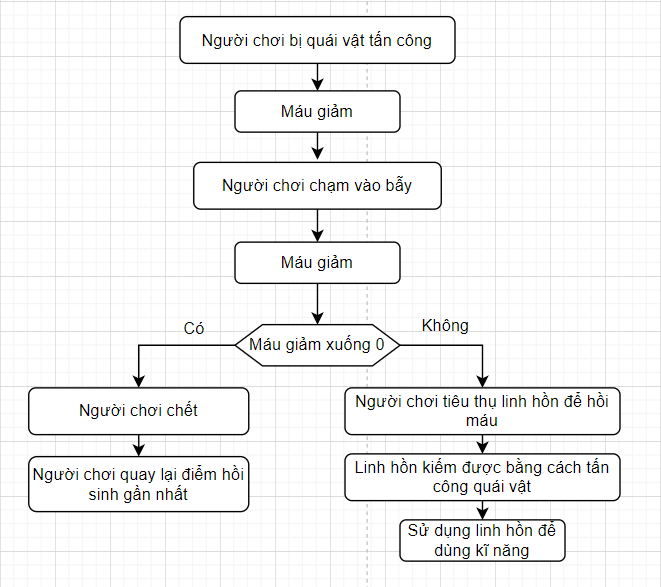 Người chơi bị quái vật tấn công
Máu giảm
Người chơi chạm vào bẫy
Máu giảm
Máu giảm xuống 0
Có
Không
Người chơi chết
Người chơi quay lại điểm hồi
sinh gần nhất
Người chơi tiêu thụ linh hồn để hồi
máu
Linh hồn kiếm được bằng cách tấn
công quái vật
Sử dụng linh hồn để
dùng kĩ năng